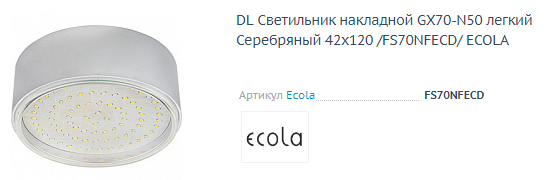 DL Светильник накладной GX70-N50 легкий
Серебряный 42x120 /FS70NFECD/ ECOLA
Артикул Ecola FS70NFECD
ecola